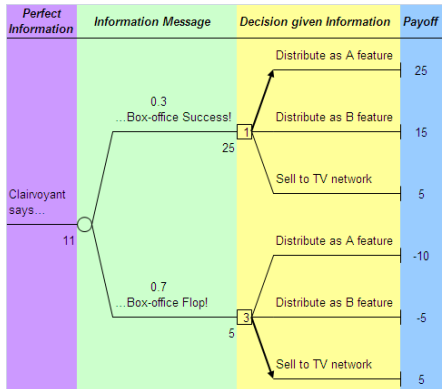 Perfect
Information
Information Message
Decision given Information
Payoff
Distribute as A feature
25
0.3
…Box-office Success!
Distribute as B feature
1
15
25
Sell to TV network
5
Clairvoyant
says…
11
Distribute as A feature
-10
0.7
…Box-office Flop!
Distribute as B feature
3
-5
5
Sell to TV network
5